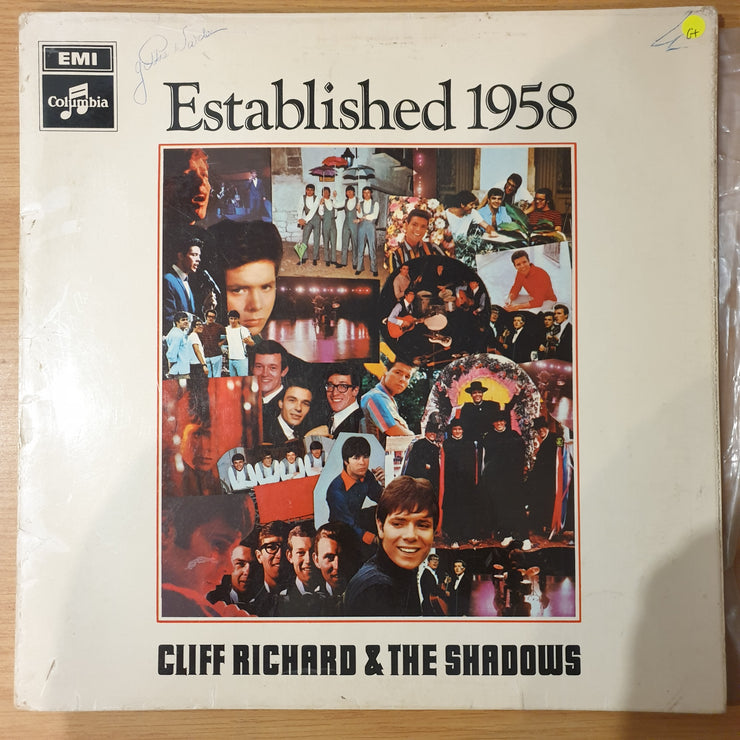 EMI
Columbia
G+
Established 1958
CLIFF RICHARD & THE SHADOWS